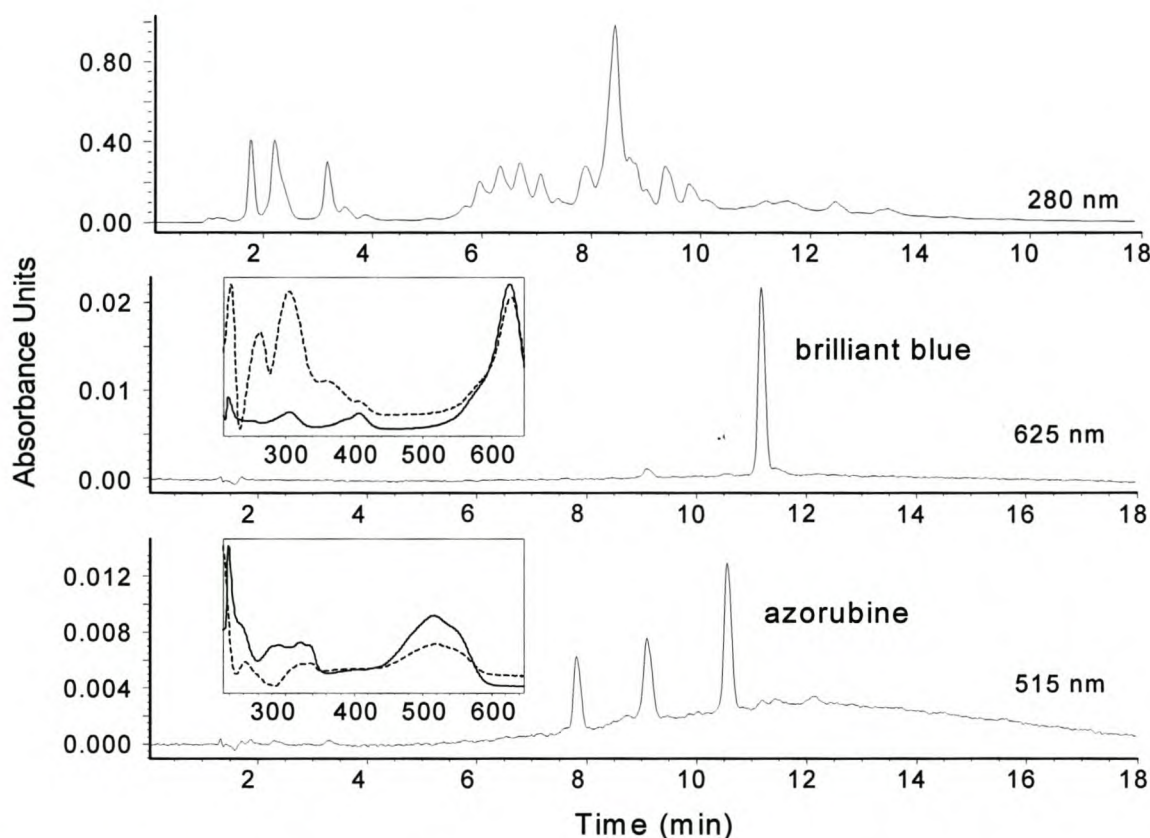 0.80
0.40
0.00
280 nm
2 4 6 8 10 12 14 16 10 18
Absorbance Units
0.02
0.01
0.00
300 400 500 600
brilliant blue
625 nm
2 4 6 8 10 12 14 16 18
0.012
0.008
0.004
0.000
300 400 500 600
azorubine
515 nm
2 4 6 8 10 12 14 16 18
Time (min)